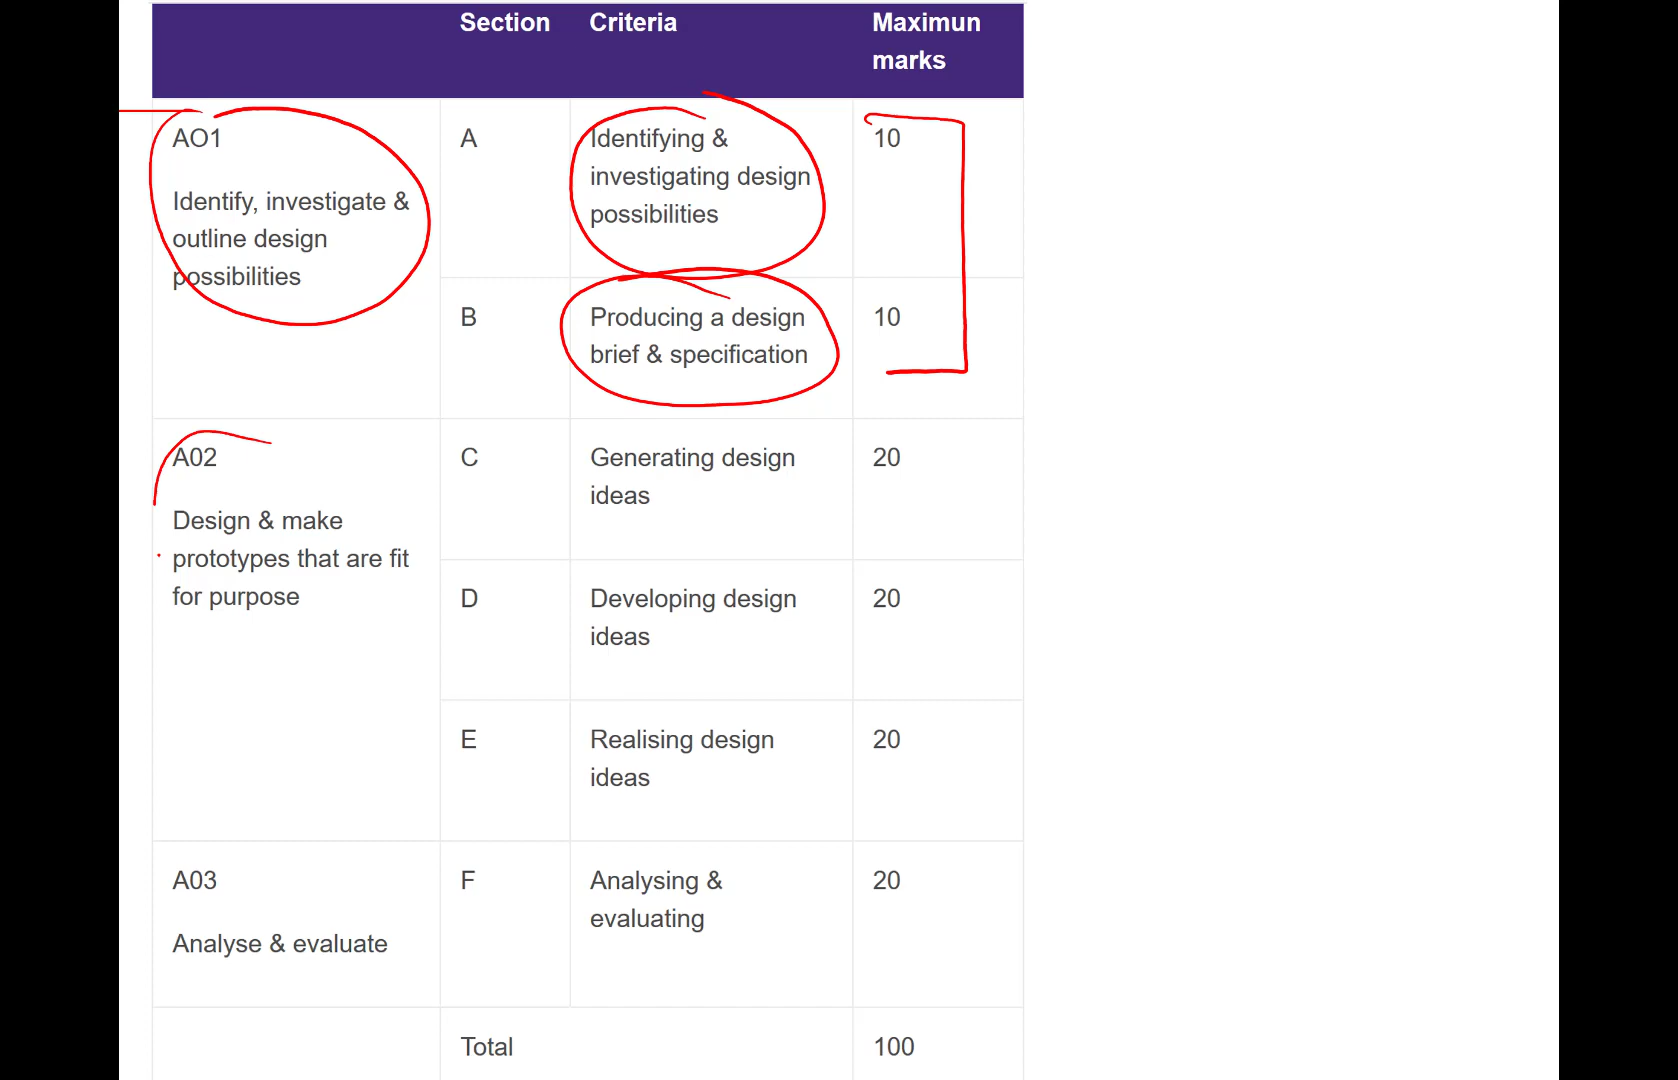 Section Criteria Maximun
marks
AO1 A Identifying & 10
investigating design
Identify, investigate & possibilities
outline design
possibilities
B Producing a design 10
brief & specification
A02 C Generating design 20
ideas
Design & make
prototypes that are fit
for purpose
D Developing design 20
ideas
E Realising design 20
ideas
A03 F Analysing & 20
evaluating
Analyse & evaluate
Total 100